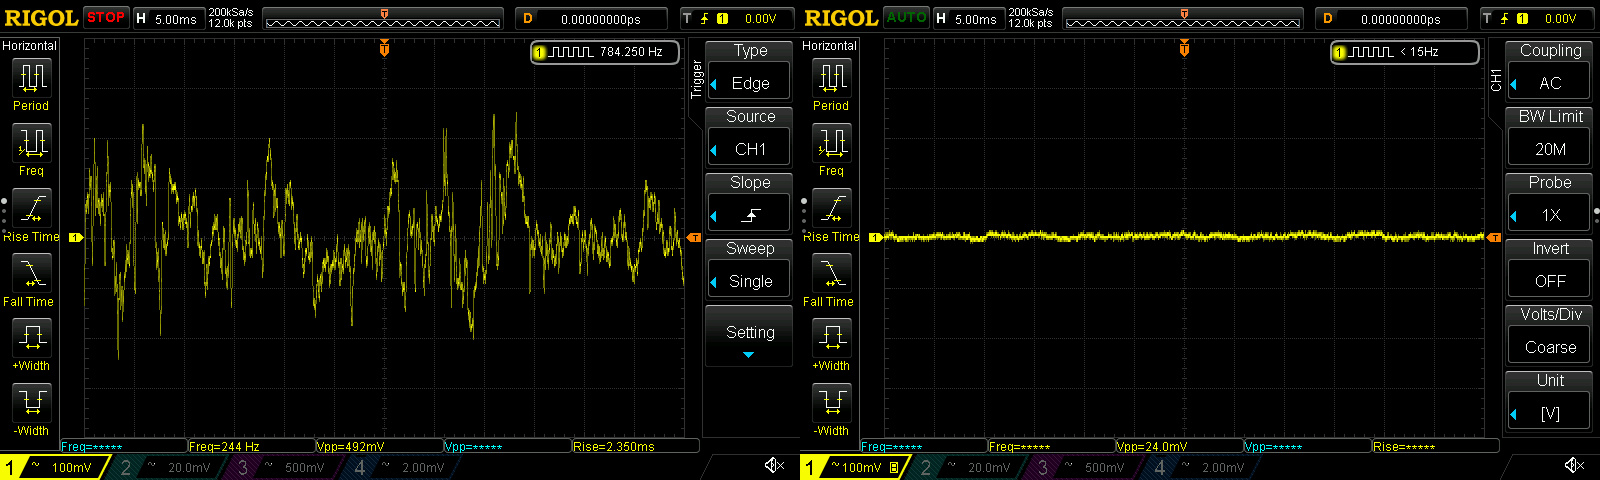 RIGOL STOP H 5.00ms 200kSa/s 12.0k pts T D 0.00000000ps T 1 0.00V
Horizontal
T
1 784.250 Hz
Period
Freq
Rise Time
Fall Time
+Width
-Width
1
T
Trigger
Type
Edge
Source
CH1
Slope
Sweep
Single
Setting
Freq=***** Freq=244 Hz Vpp=492mV Vpp=***** Rise=2.350ms
1 ~ 100mV 2 ~ 20.0mV 3 ~ 500mV 4 ~ 2.00V
RIGOL AUTO H 5.00ms 200kSa/s 12.0k pts T D 0.00000000ps T 1 0.00V
Horizontal
T
1 < 15Hz
Period
Freq
Rise Time
Fall Time
+Width
-Width
1
T
CH1
Coupling
AC
BW Limit
20M
Probe
1X
Invert
OFF
Volts/Div
Coarse
Unit
[V]
Freq=***** Freq=***** Vpp=24.0mV Vpp=***** Rise=*****
1 ~ 100mV B 2 ~ 20.0mV 3 ~ 500mV 4 ~ 2.00V